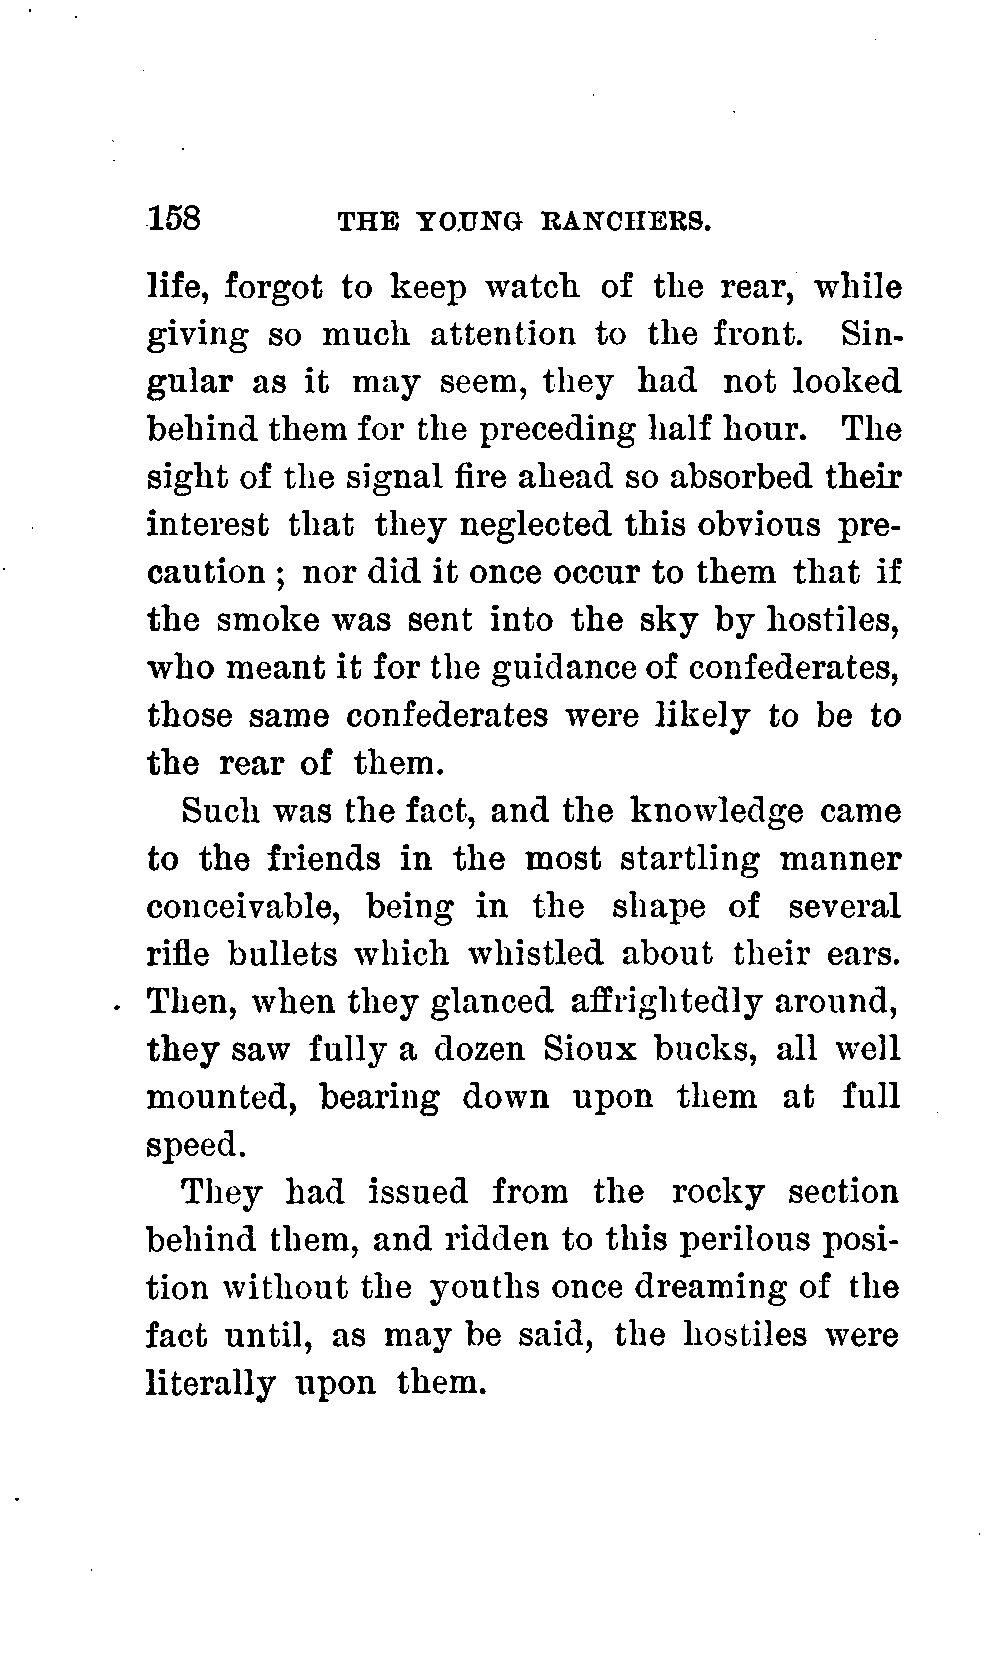 158 THE YOUNG RANCHERS.
life, forgot to keep watch of the rear, while
giving so much attention to the front. Sin-
gular as it may seem, they had not looked
behind them for the preceding half hour. The
sight of the signal fire ahead so absorbed their
interest that they neglected this obvious pre-
caution ; nor did it once occur to them that if
the smoke was sent into the sky by hostiles,
who meant it for the guidance of confederates,
those same confederates were likely to be to
the rear of them.
Such was the fact, and the knowledge came
to the friends in the most startling manner
conceivable, being in the shape of several
rifle bullets which whistled about their ears.
Then, when they glanced affrightedly around,
they saw fully a dozen Sioux bucks, all well
mounted, bearing down upon them at full
speed.
They had issued from the rocky section
behind them, and ridden to this perilous posi-
tion without the youths once dreaming of the
fact until, as may be said, the hostiles were
literally upon them.